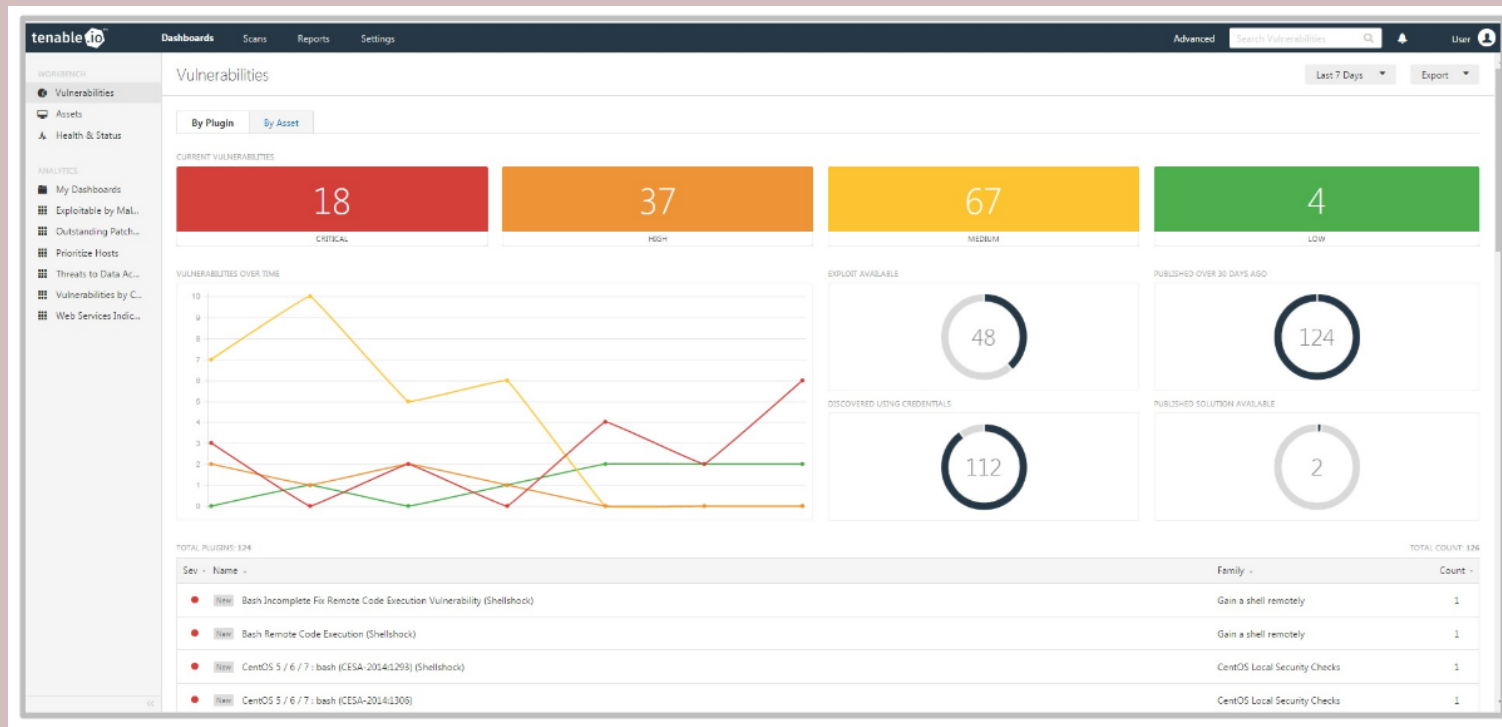 tenable.io
Dashboards Scans Reports Settings Advanced Search Vulnerabilities User
WORKBENCH
Vulnerabilities
Assets
Health & Status
ANALYTICS
My Dashboards
Exploitable by Mal...
Outstanding Patch...
Prioritize Hosts
Threats to Data Ac...
Vulnerabilities by C...
Web Services Indic...
Vulnerabilities
Last 7 Days Export
By Plugin By Asset
CURRENT VULNERABILITIES
18 37 67 4
CRITICAL HIGH MEDIUM LOW
VULNERABILITIES OVER TIME
10
9
8
7
6
5
4
3
2
1
0
EXPLOIT AVAILABLE
48
PUBLISHED OVER 30 DAYS AGO
124
DISCOVERED USING CREDENTIALS
112
PUBLISHED SOLUTION AVAILABLE
2
TOTAL PLUGINS: 124 TOTAL COUNT: 126
Sev Name Family Count
New Bash Incomplete Fix Remote Code Execution Vulnerability (Shellshock) Gain a shell remotely 1
New Bash Remote Code Execution (Shellshock) Gain a shell remotely 1
New CentOS 5 / 6 / 7 : bash (CESA-2014:1293) (Shellshock) CentOS Local Security Checks 1
New CentOS 5 / 6 / 7 : bash (CESA-2014:1306) CentOS Local Security Checks 1